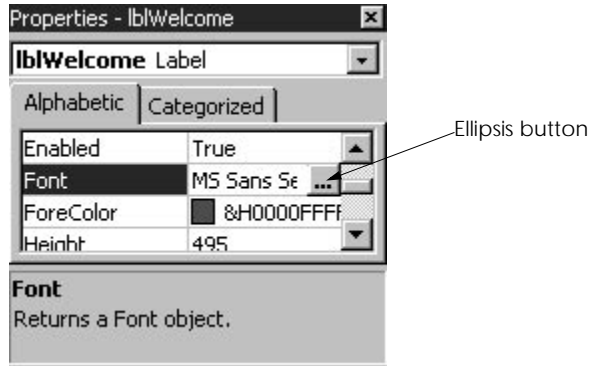 Properties - lblWelcome
lblWelcome Label
Alphabetic Categorized
Ellipsis button
Enabled True
Font MS Sans Se ...
ForeColor &H0000FFFF
Height 495
Font
Returns a Font object.